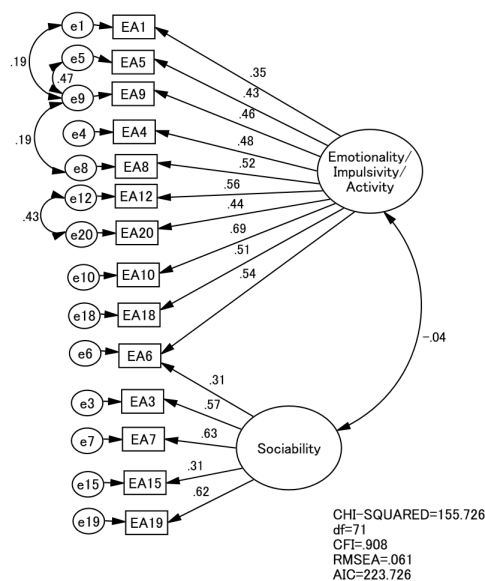 e1 EA1
e5 EA5
e9 EA9
e4 EA4
e8 EA8
e12 EA12
e20 EA20
e10 EA10
e18 EA18
e6 EA6
e3 EA3
e7 EA7
e15 EA15
e19 EA19
.19
.47
.19
.43
.35
.43
.46
.48
.52
.56
.44
.69
.51
.54
Emotionality/
Impulsivity/
Activity
-.04
.31
.57
.63
.31
.62
Sociability
CHI-SQUARED=155.726
df=71
CFI=.908
RMSEA=.061
AIC=223.726